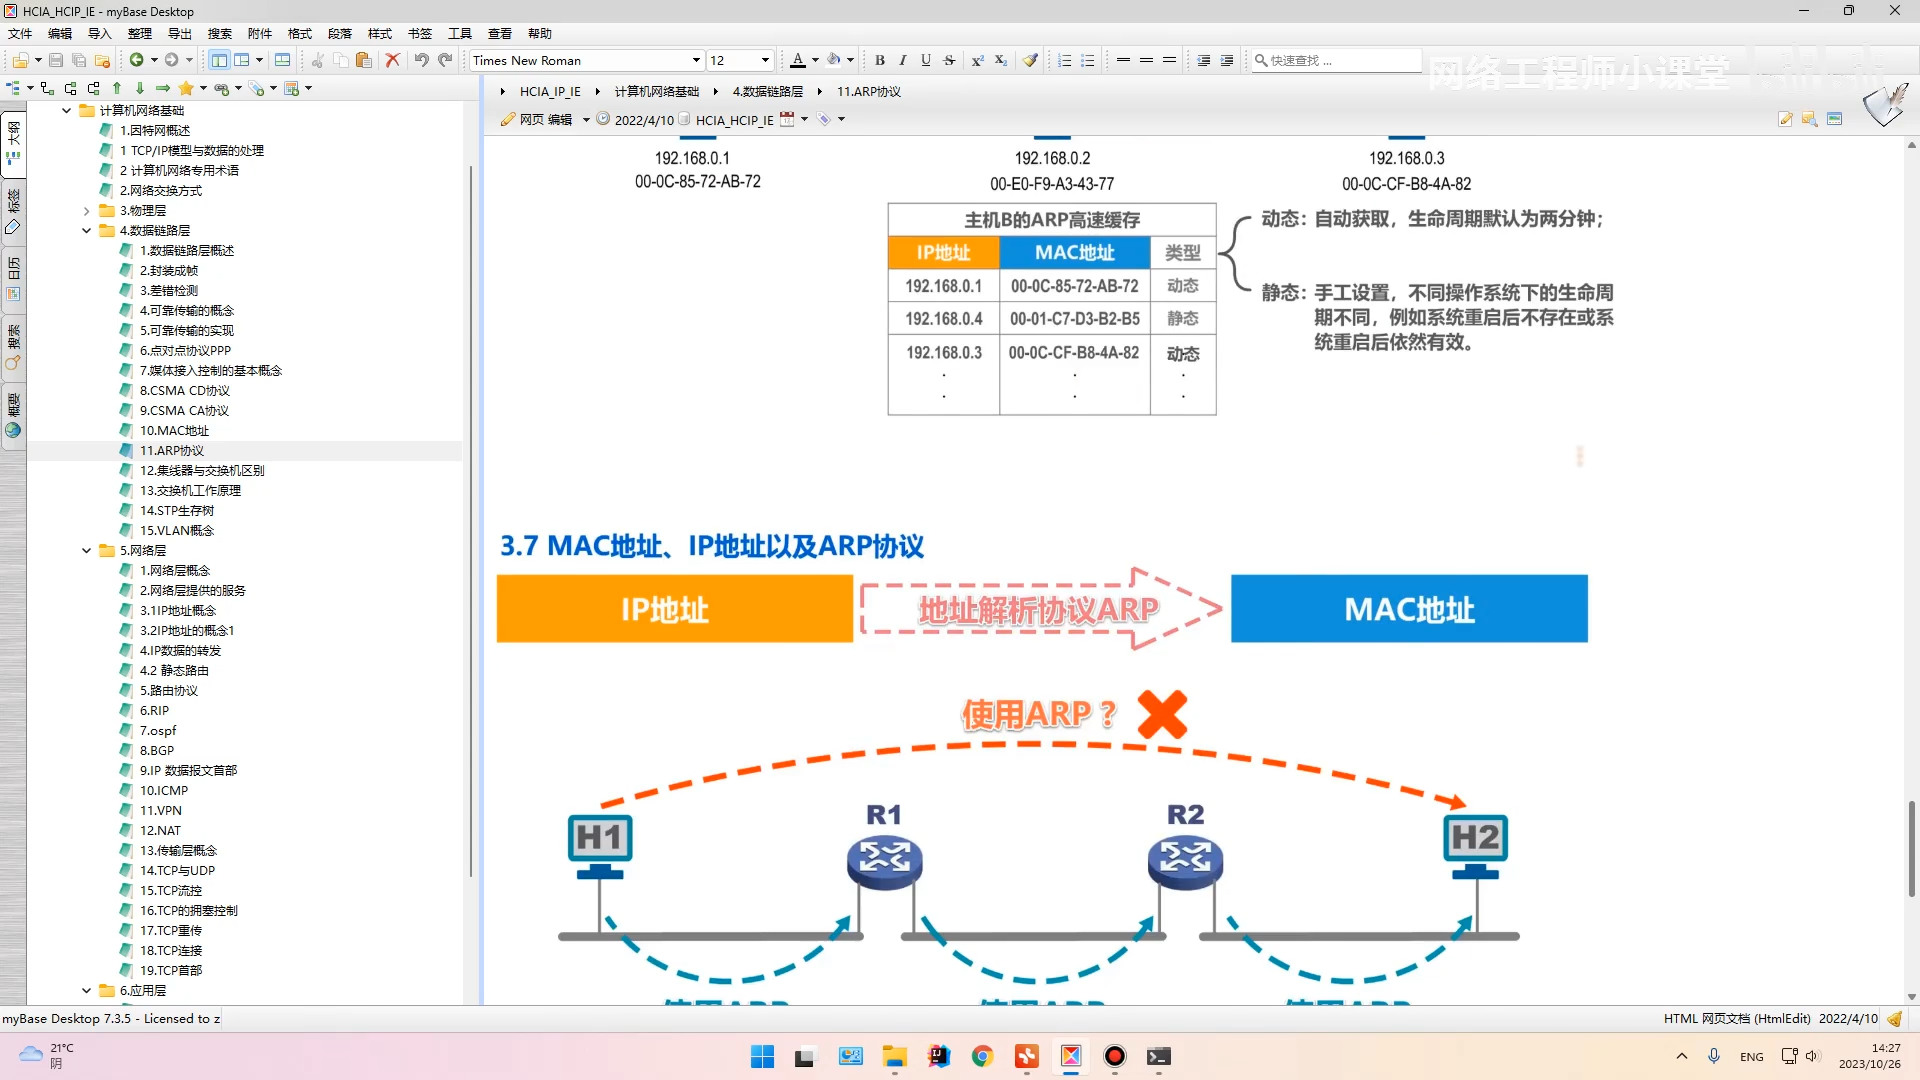 HCIA_HCIP_IE - myBase Desktop
文件 编辑 导入 整理 导出 搜索 附件 格式 段落 样式 书签 工具 查看 帮助
Times New Roman 12 快速查找 ...
网络工程师小课堂
HCIA_IP_IE 计算机网络基础 4.数据链路层 11.ARP协议
网页 编辑 2022/4/10 HCIA_HCIP_IE
大纲
标签
日历
搜索
概要
计算机网络基础
1.因特网概述
1 TCP/IP模型与数据的处理
2 计算机网络专用术语
2.网络交换方式
3.物理层
4.数据链路层
1.数据链路层概述
2.封装成帧
3.差错检测
4.可靠传输的概念
5.可靠传输的实现
6.点对点协议PPP
7.媒体接入控制的基本概念
8.CSMA CD协议
9.CSMA CA协议
10.MAC地址
11.ARP协议
12.集线器与交换机区别
13.交换机工作原理
14.STP生存树
15.VLAN概念
5.网络层
1.网络层概念
2.网络层提供的服务
3.1IP地址概念
3.2IP地址的概念1
4.IP数据的转发
4.2 静态路由
5.路由协议
6.RIP
7.ospf
8.BGP
9.IP 数据报文首部
10.ICMP
11.VPN
12.NAT
13.传输层概念
14.TCP与UDP
15.TCP流控
16.TCP的拥塞控制
17.TCP重传
18.TCP连接
19.TCP首部
6.应用层
192.168.0.1 192.168.0.2 192.168.0.3
00-0C-85-72-AB-72 00-E0-F9-A3-43-77 00-0C-CF-B8-4A-82
主机B的ARP高速缓存
IP地址 MAC地址 类型
192.168.0.1 00-0C-85-72-AB-72 动态
192.168.0.4 00-01-C7-D3-B2-B5 静态
192.168.0.3 00-0C-CF-B8-4A-82 动态
动态：自动获取，生命周期默认为两分钟；
静态：手工设置，不同操作系统下的生命周
期不同，例如系统重启后不存在或系
统重启后依然有效。
3.7 MAC地址、IP地址以及ARP协议
IP地址 地址解析协议ARP MAC地址
使用ARP？
H1 R1 R2 H2
使用ARP 使用ARP 使用ARP
myBase Desktop 7.3.5 - Licensed to z
HTML 网页文档 (HtmlEdit) 2022/4/10
21°C
阴
ENG
14:27
2023/10/26